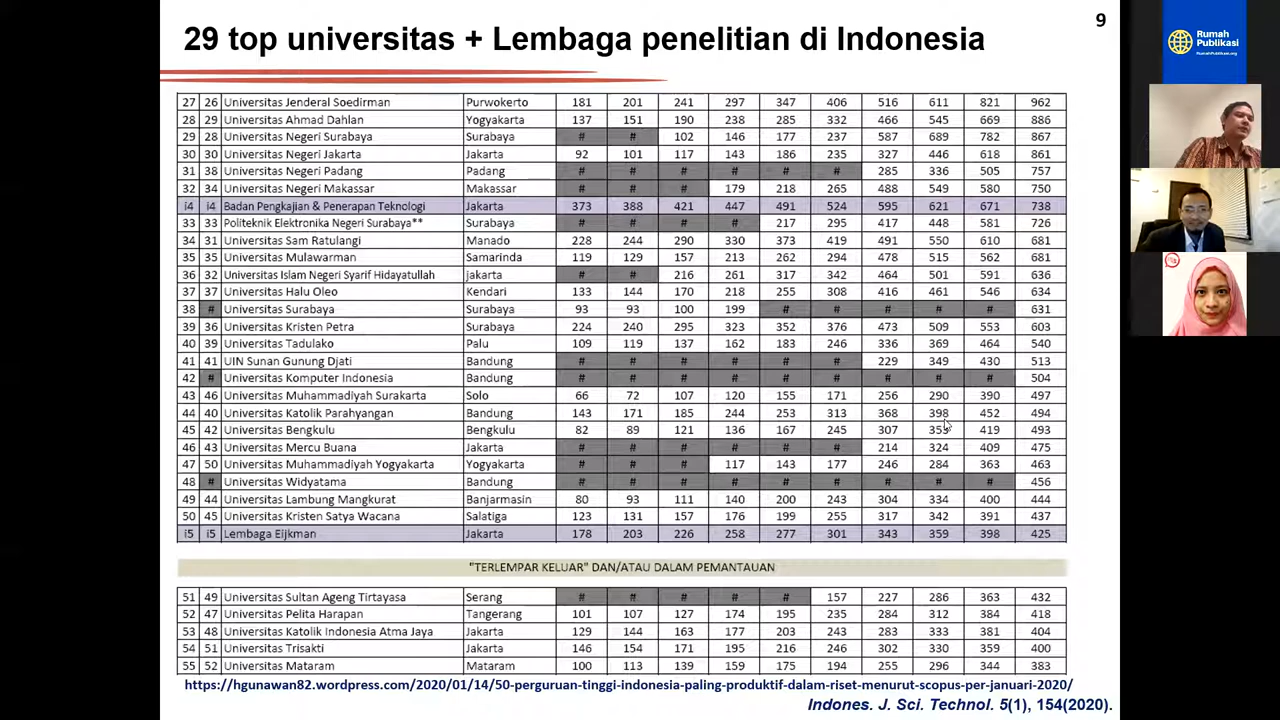 29 top universitas + Lembaga penelitian di Indonesia
9
27 26 Universitas Jenderal Soedirman Purwokerto 181 201 241 297 347 406 516 611 821 962
28 29 Universitas Ahmad Dahlan Yogyakarta 137 151 190 238 285 332 466 545 669 886
29 28 Universitas Negeri Surabaya Surabaya # # 102 146 177 237 587 689 782 867
30 30 Universitas Negeri Jakarta Jakarta 92 101 117 143 186 235 327 446 618 861
31 38 Universitas Negeri Padang Padang # # # # # # 285 336 505 757
32 34 Universitas Negeri Makassar Makassar # # # 179 218 265 488 549 580 750
i4 i4 Badan Pengkajian & Penerapan Teknologi Jakarta 373 388 421 447 491 524 595 621 671 738
33 33 Politeknik Elektronika Negeri Surabaya** Surabaya # # # # 217 295 417 448 581 726
34 31 Universitas Sam Ratulangi Manado 228 244 290 330 373 419 491 550 610 681
35 35 Universitas Mulawarman Samarinda 119 129 157 213 262 294 478 515 562 681
36 32 Universitas Islam Negeri Syarif Hidayatullah jakarta # # 216 261 317 342 464 501 591 636
37 37 Universitas Halu Oleo Kendari 133 144 170 218 255 308 416 461 546 634
38 # Universitas Surabaya Surabaya 93 93 100 199 # # # # # 631
39 36 Universitas Kristen Petra Surabaya 224 240 295 323 352 376 473 509 553 603
40 39 Universitas Tadulako Palu 109 119 137 162 183 246 336 369 464 540
41 41 UIN Sunan Gunung Djati Bandung # # # # # # 229 349 430 513
42 # Universitas Komputer Indonesia Bandung # # # # # # # # # 504
43 46 Universitas Muhammadiyah Surakarta Solo 66 72 107 120 155 171 256 290 390 497
44 40 Universitas Katolik Parahyangan Bandung 143 171 185 244 253 313 368 398 452 494
45 42 Universitas Bengkulu Bengkulu 82 89 121 136 167 245 307 419 493
46 43 Universitas Mercu Buana Jakarta # # # # # # 214 324 409 475
47 50 Universitas Muhammadiyah Yogyakarta Yogyakarta # # # 117 143 177 246 284 363 463
48 # Universitas Widyatama Bandung # # # # # # # # # 456
49 44 Universitas Lambung Mangkurat Banjarmasin 80 93 111 140 200 243 304 334 400 444
50 45 Universitas Kristen Satya Wacana Salatiga 123 131 157 176 199 255 317 342 391 437
i5 i5 Lembaga Eijkman Jakarta 178 203 226 258 277 301 343 359 398 425
"TERLEMPAR KELUAR" DAN/ATAU DALAM PEMANTAUAN
51 49 Universitas Sultan Ageng Tirtayasa Serang # # # # # 157 227 286 363 432
52 47 Universitas Pelita Harapan Tangerang 101 107 127 174 195 235 284 312 384 418
53 48 Universitas Katolik Indonesia Atma Jaya Jakarta 129 144 163 177 203 243 283 333 381 404
54 51 Universitas Trisakti Jakarta 146 154 171 195 216 246 302 330 359 400
55 52 Universitas Mataram Mataram 100 113 139 159 175 194 255 296 344 383
https://hgunawan82.wordpress.com/2020/01/14/50-perguruan-tinggi-indonesia-paling-produktif-dalam-riset-menurut-scopus-per-januari-2020/
Indones. J. Sci. Technol. 5(1), 154(2020).
Rumah
Publikasi
RumahPublikasi.org